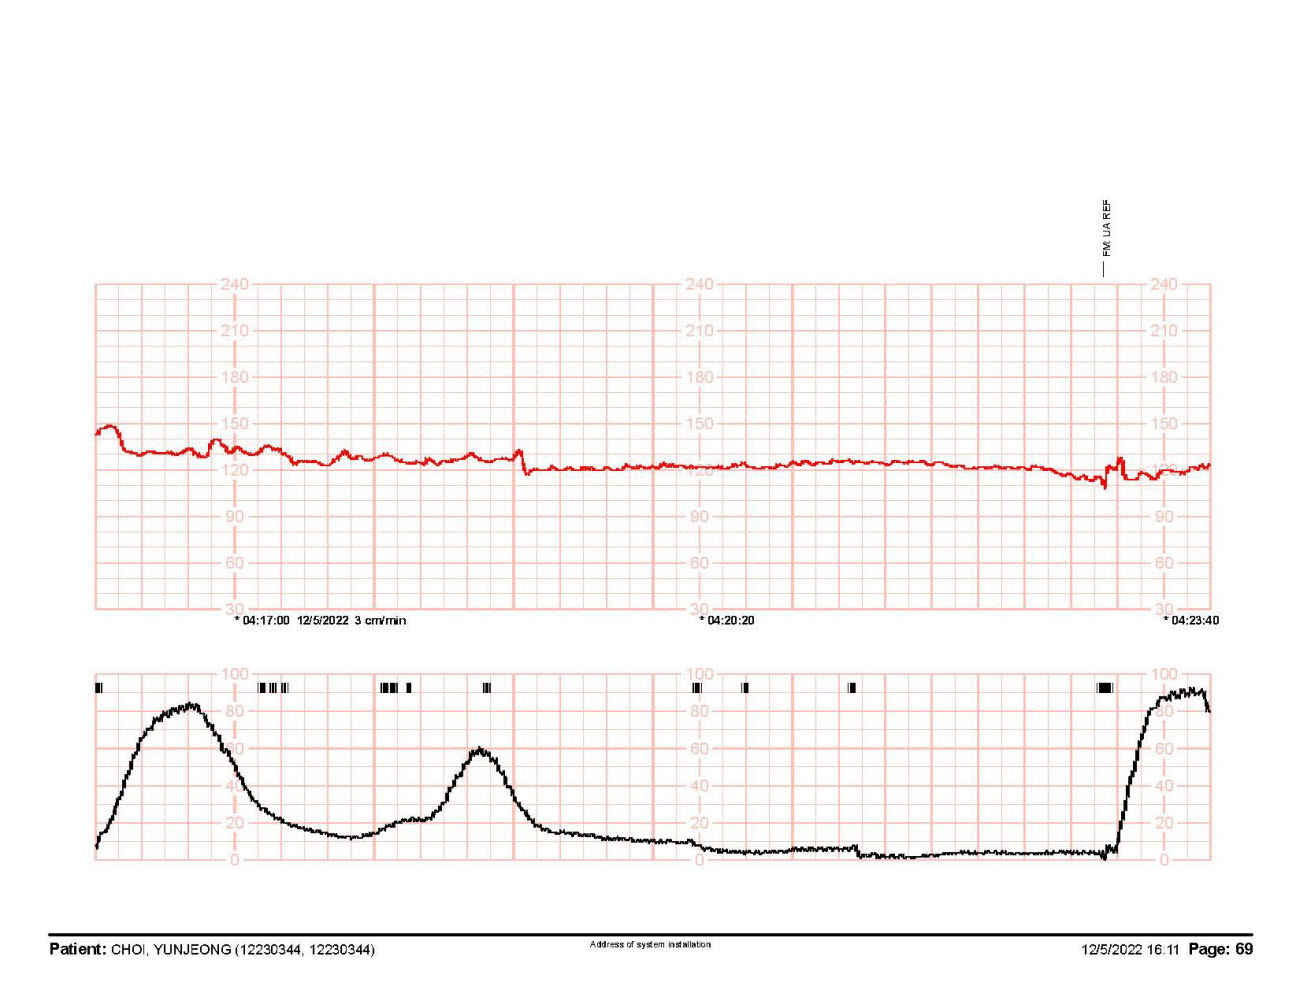 FM: UA REF
240 240 240
210 210 210
180 180 180
150 150 150
120 120 120
90 90 90
60 60 60
30 30 30
* 04:17:00 12/5/2022 3 cm/min * 04:20:20 * 04:23:40
100 100 100
80 80 80
60 60 60
40 40 40
20 20 20
0 0 0
Patient: CHOI, YUNJEONG (12230344, 12230344) Address of system installation 12/5/2022 16:11 Page: 69